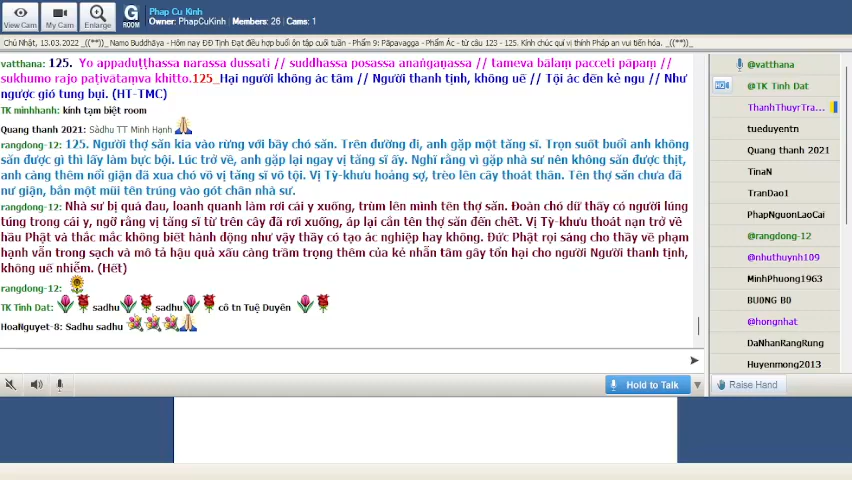 Phap Cu Kinh
Owner: PhapCuKinh Members: 26 Cams: 1
View Cam
My Cam
Enlarge
G
ROOM
Chủ Nhật, 13.03.2022 _((**))_ Namo Buddhāya - Hôm nay ĐĐ Tịnh Đạt điều hợp buổi ôn tập cuối tuần - Phẩm 9: Pāpavagga - Phẩm Ác - từ câu 123 - 125. Kính chúc quí vị thính Pháp an vui tiến hóa. _((**))_
vatthana: 125. Yo appaduṭṭhassa narassa dussati // suddhassa posassa anaṅgaṇassa // tameva bālaṃ pacceti pāpaṃ //
sukhumo rajo paṭivātaṃva khitto.125_Hại người không ác tâm // Người thanh tịnh, không uế // Tội ác đến kẻ ngu // Như
ngược gió tung bụi. (HT-TMC)
TK minhhanh: kính tạm biệt room
Quang thanh 2021: Sādhu TT Minh Hạnh
rangdong-12: 125. Người thợ săn kia vào rừng với bầy chó săn. Trên đường đi, anh gặp một tăng sĩ. Trọn suốt buổi anh không
săn được gì thì lấy làm bực bội. Lúc trở về, anh gặp lại ngay vị tăng sĩ ấy. Nghĩ rằng vì gặp nhà sư nên không săn được thịt,
anh càng thêm nổi giận đã xua chó vồ vị tăng sĩ vô tội. Vị Tỳ-khưu hoảng sợ, trèo lên cây thoát thân. Tên thợ săn chưa đã
nư giận, bắn một mũi tên trúng vào gót chân nhà sư.
rangdong-12: Nhà sư bị quá đau, loanh quanh làm rơi cái y xuống, trùm lên mình tên thợ săn. Đoàn chó dữ thấy có người lúng
túng trong cái y, ngỡ rằng vị tăng sĩ từ trên cây đã rơi xuống, áp lại cắn tên thợ săn đến chết. Vị Tỳ-khưu thoát nạn trở về
hầu Phật và thắc mắc không biết hành động như vậy thầy có tạo ác nghiệp hay không. Đức Phật rọi sáng cho thầy về phạm
hạnh vẫn trong sạch và mô tả hậu quả xấu càng trầm trọng thêm của kẻ nhẫn tâm gây tổn hại cho người Người thanh tịnh,
không uế nhiễm. (Hết)
rangdong-12:
TK Tinh Dat: sadhu sadhu cô tn Tuệ Duyên
HoaNguyet-8: Sadhu sadhu
Hold to Talk
Raise Hand
@vatthana
@TK Tinh Dat
ThanhThuyrTra...
tueduyentn
Quang thanh 2021
TinaN
TranDao1
PhapNguonLaoCai
@rangdong-12
@nhuthuynh109
MinhPhuong1963
BUONG B0
@hongnhat
DaNhanRangRung
Huyenmong2013